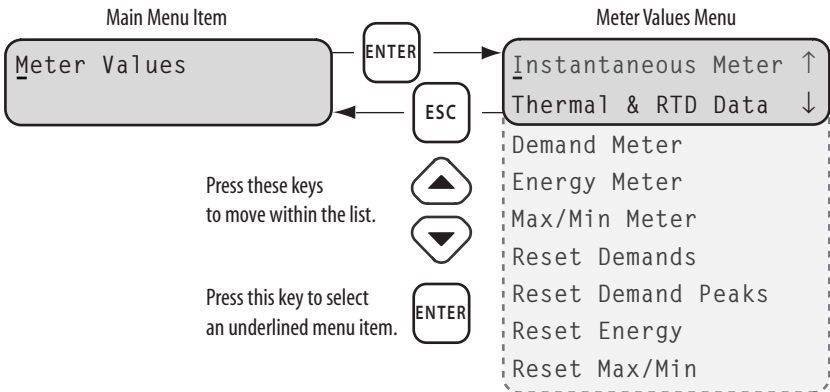 Main Menu Item
Meter Values Menu
Meter Values
ENTER
Instantaneous Meter ↑
ESC
Thermal & RTD Data ↓
Demand Meter
Press these keys
to move within the list.
Energy Meter
Max/Min Meter
Reset Demands
Press this key to select
an underlined menu item.
ENTER
Reset Demand Peaks
Reset Energy
Reset Max/Min